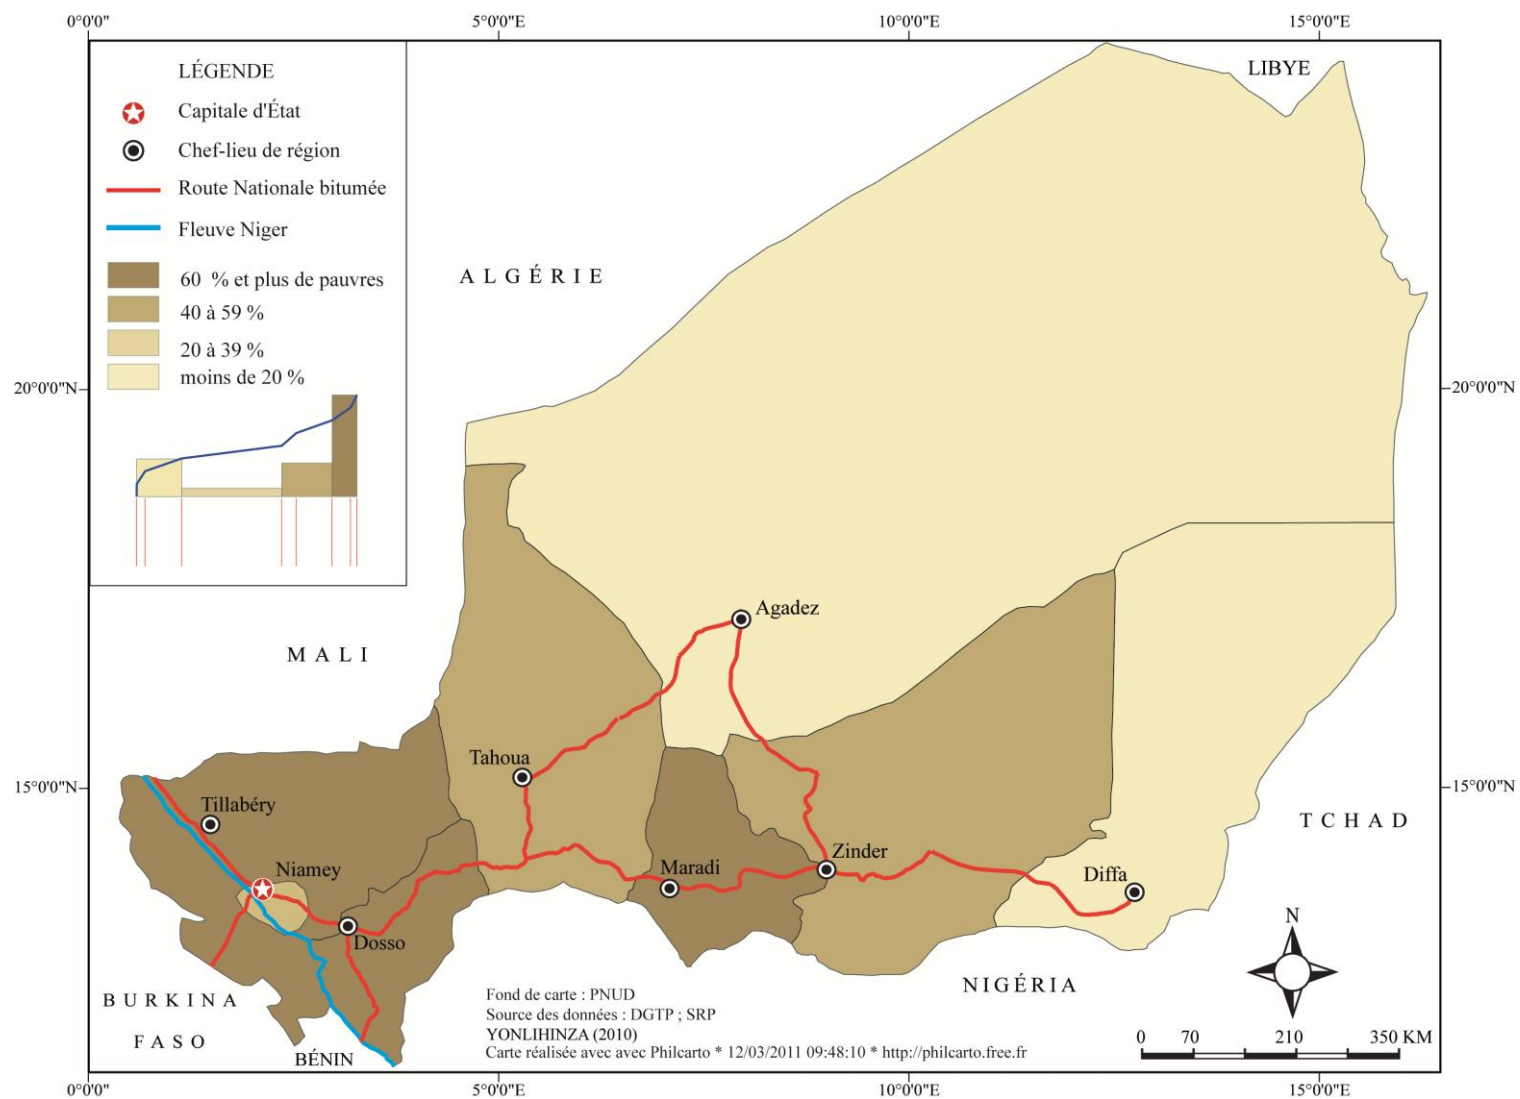 0°0'0" 5°0'0"E 10°0'0"E 15°0'0"E
LÉGENDE
Capitale d'État
Chef-lieu de région
Route Nationale bitumée
Fleuve Niger
60 % et plus de pauvres
40 à 59 %
20 à 39 %
moins de 20 %
LIBYE
ALGÉRIE
20°0'0"N 20°0'0"N
MALI
Agadez
Tahoua
15°0'0"N 15°0'0"N
Tillabéry
TCHAD
Niamey
Maradi
Zinder
Diffa
Dosso
N
NIGÉRIA
BURKINA
FASO
BÉNIN
Fond de carte : PNUD
Source des données : DGTP ; SRP
YONLIHINZA (2010)
Carte réalisée avec avec Philcarto * 12/03/2011 09:48:10 * http://philcarto.free.fr
0 70 210 350 KM
0°0'0" 5°0'0"E 10°0'0"E 15°0'0"E